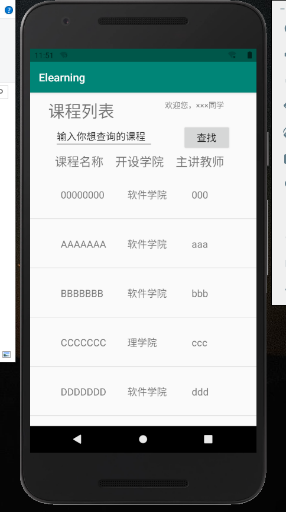 11:51
Elearning
课程列表 欢迎您，×××同学
输入你想查询的课程 查找
课程名称 开设学院 主讲教师
00000000 软件学院 000
AAAAAAA 软件学院 aaa
BBBBBBB 软件学院 bbb
CCCCCCC 理学院 ccc
DDDDDDD 软件学院 ddd